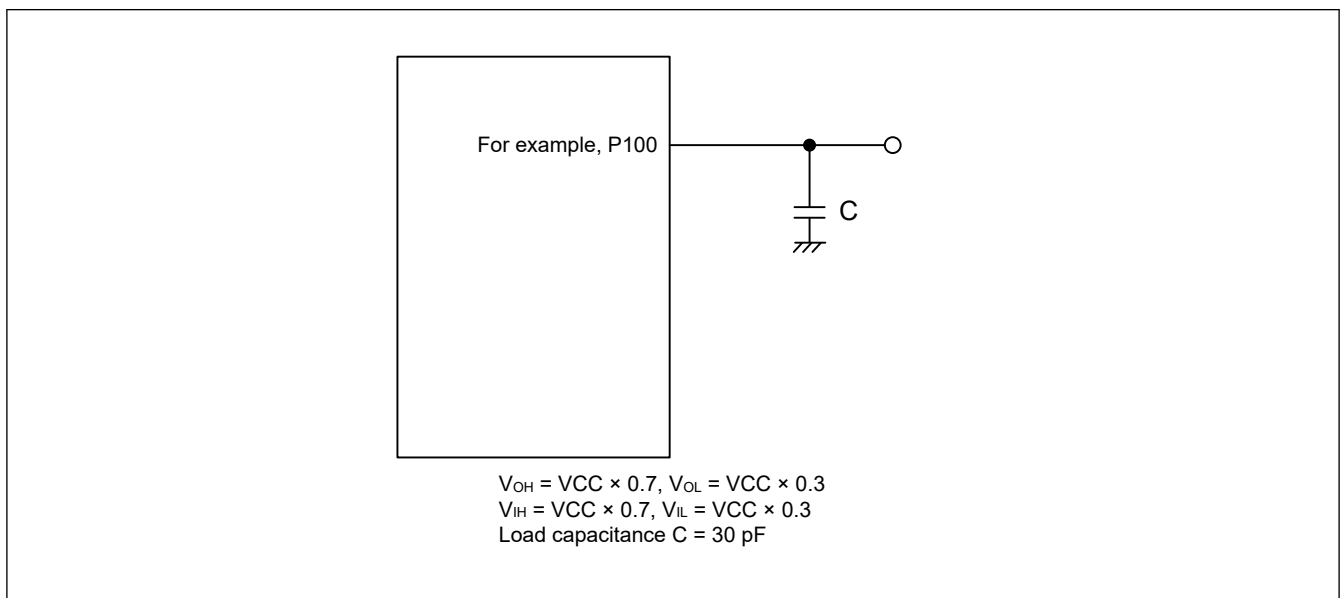 For example, P100
C
VOH = VCC × 0.7, VOL = VCC × 0.3
VIH = VCC × 0.7, VIL = VCC × 0.3
Load capacitance C = 30 pF